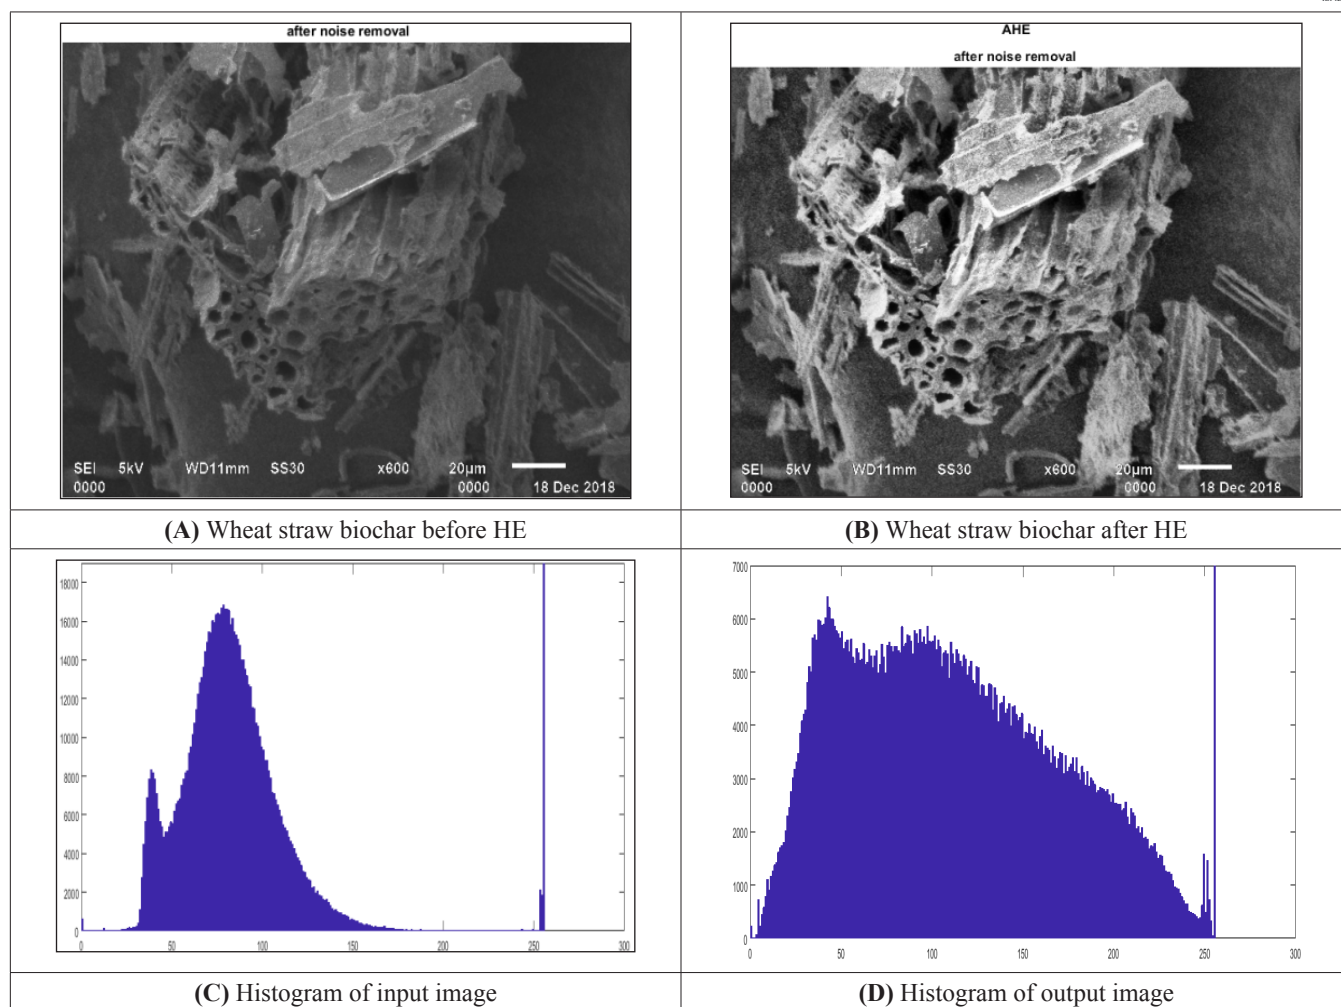 after noise removal
SEI 5kV WD11mm SS30 x600 20µm
0000 0000 18 Dec 2018
AHE
after noise removal
SEI 5kV WD11mm SS30 x600 20µm
0000 0000 18 Dec 2018
(A) Wheat straw biochar before HE
(B) Wheat straw biochar after HE
18000
16000
14000
12000
10000
8000
6000
4000
2000
0
0 50 100 150 200 250 300
7000
6000
5000
4000
3000
2000
1000
0
0 50 100 150 200 250 300
(C) Histogram of input image
(D) Histogram of output image